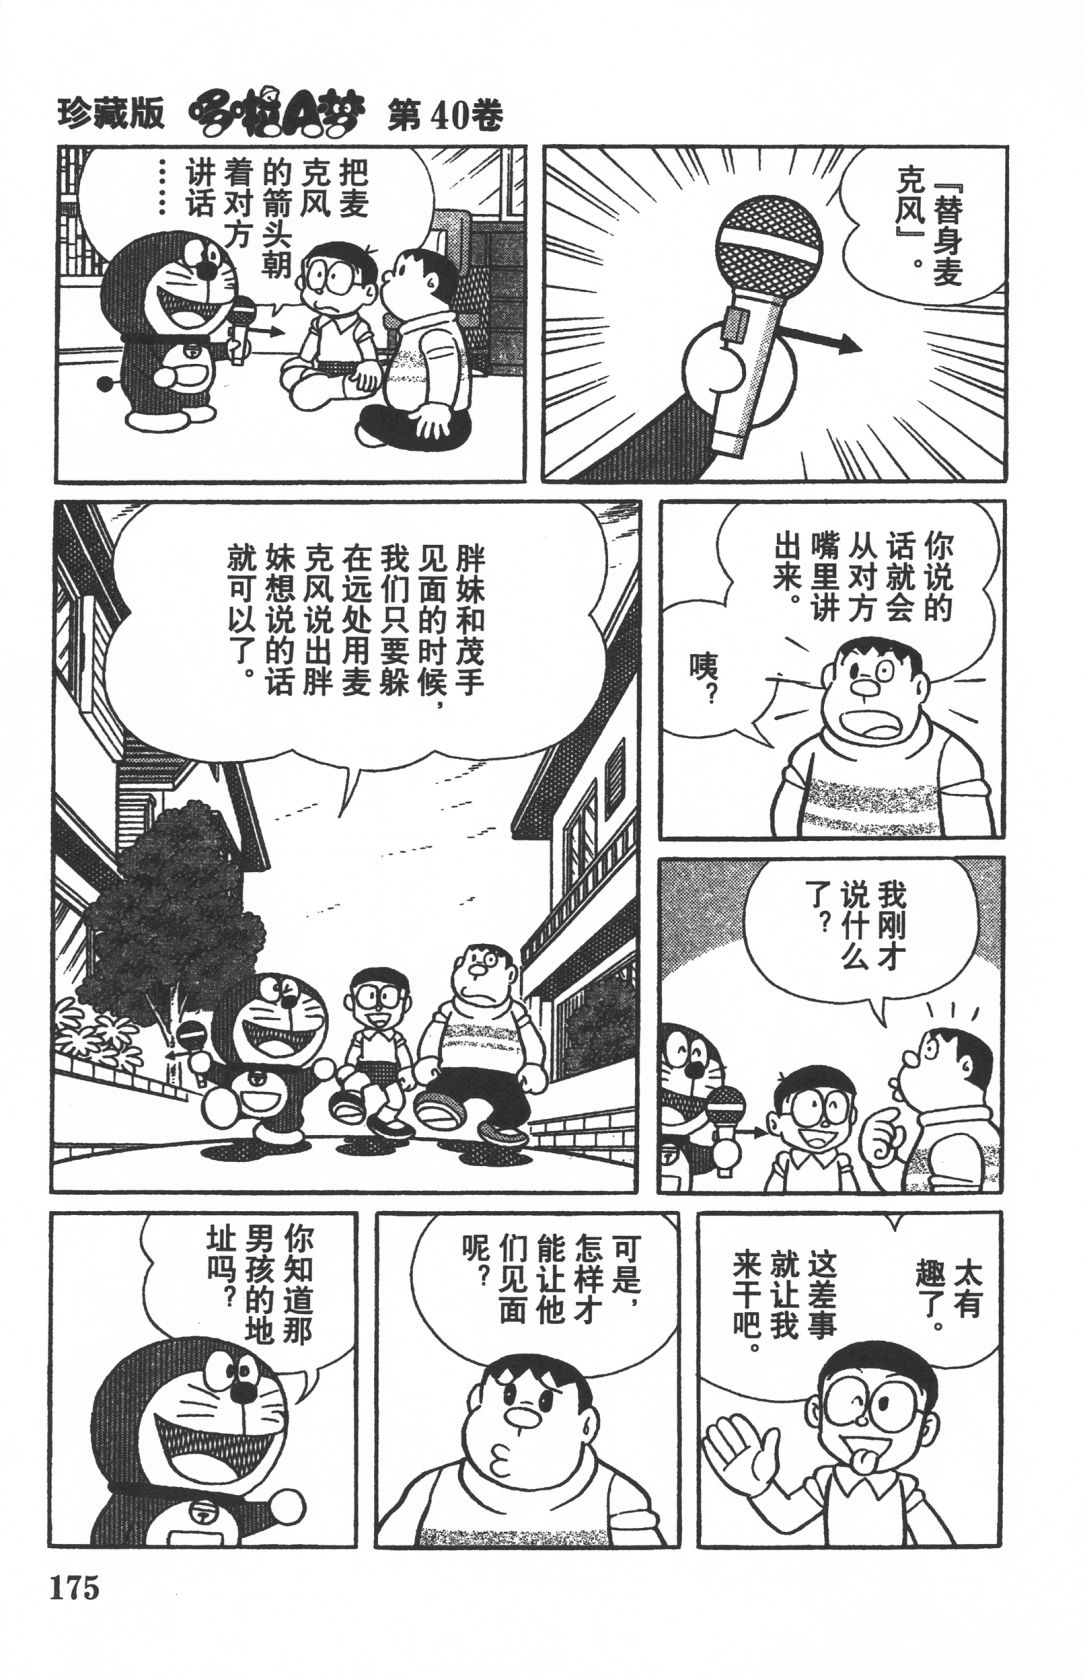 珍藏版 哆啦A梦 第40卷
『替身麦
克风』。
把麦
克风
的箭头朝
着对方
讲话
……
你说的
话就会
从对方
嘴里讲
出来。
咦?
我刚才
说什么
了?
胖妹和茂手
见面的时候,
我们只要躲
在远处用麦
克风说出胖
妹想说的话
就可以了。
太有
趣了。
这差事
就让我
来干吧。
可是,
怎样才
能让他
们见面
呢?
你知道那
男孩的地
址吗?
175